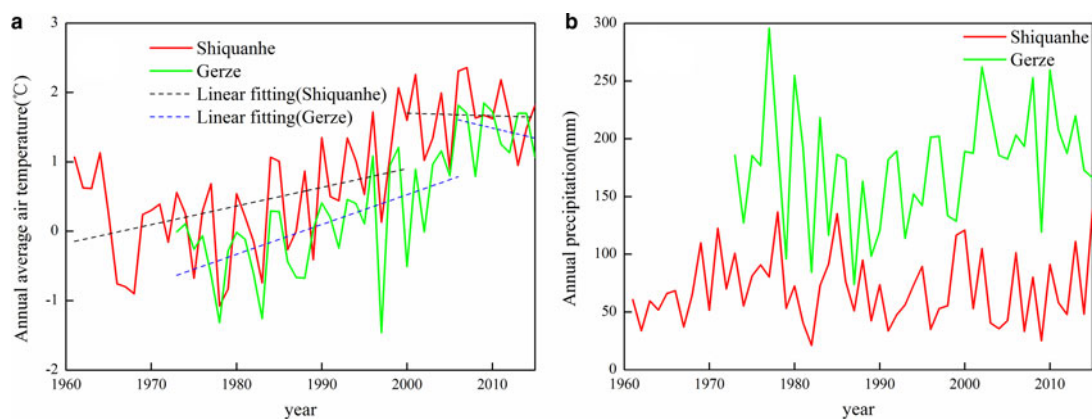 a
3
2
1
0
-1
-2
Annual average air temperature(℃)
Shiquanhe
Gerze
Linear fitting(Shiquanhe)
Linear fitting(Gerze)
1960 1970 1980 1990 2000 2010
year
b
300
250
200
150
100
50
0
Annual precipitation(mm)
Shiquanhe
Gerze
1960 1970 1980 1990 2000 2010
year